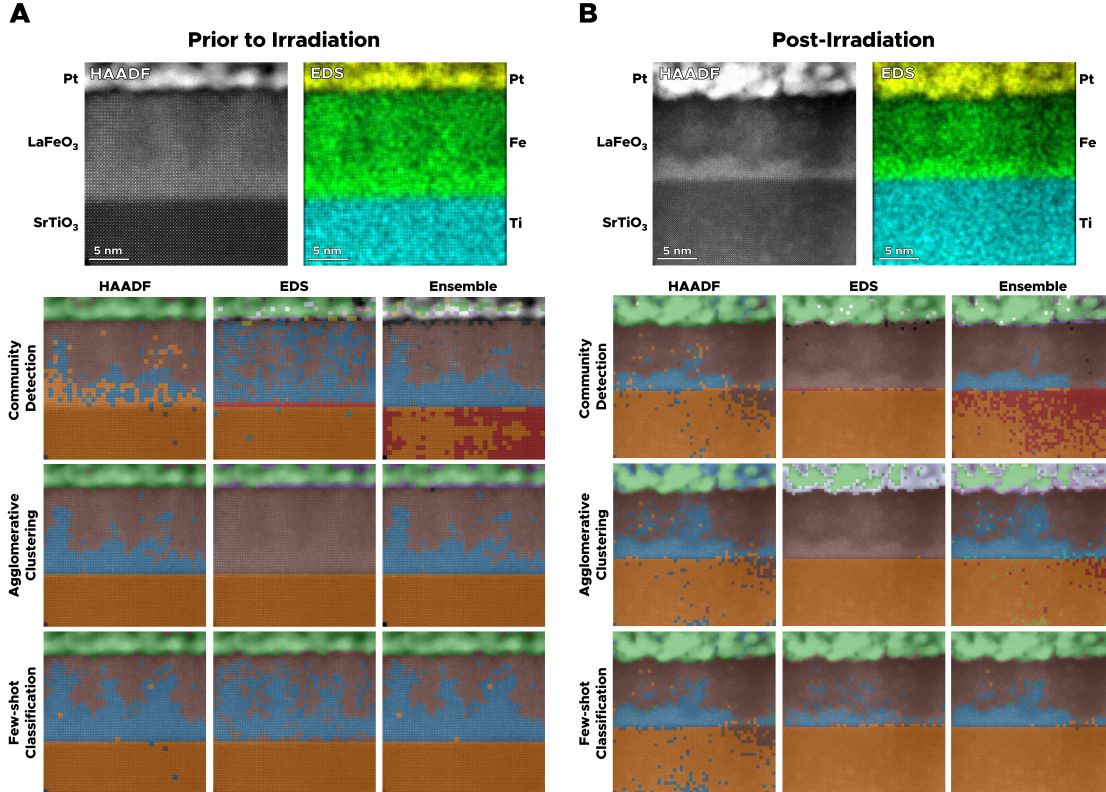 A
Prior to Irradiation
HAADF
EDS
Pt
LaFeO3
SrTiO3
5 nm
5 nm
Pt
Fe
Ti
HAADF
EDS
Ensemble
Community
Detection
Agglomerative
Clustering
Few-shot
Classification
B
Post-Irradiation
HAADF
EDS
Pt
LaFeO3
SrTiO3
5 nm
5 nm
Pt
Fe
Ti
HAADF
EDS
Ensemble
Community
Detection
Agglomerative
Clustering
Few-shot
Classification